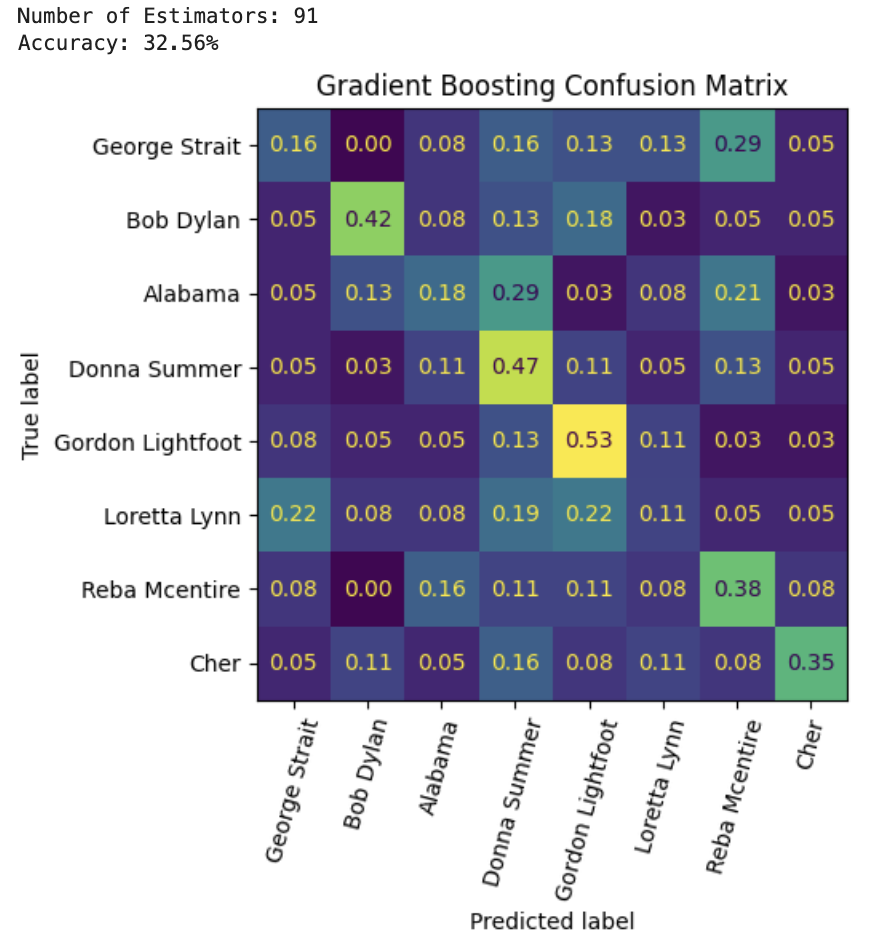 Number of Estimators: 91
Accuracy: 32.56%
Gradient Boosting Confusion Matrix
True label
George Strait 0.16 0.00 0.08 0.16 0.13 0.13 0.29 0.05
Bob Dylan 0.05 0.42 0.08 0.13 0.18 0.03 0.05 0.05
Alabama 0.05 0.13 0.18 0.29 0.03 0.08 0.21 0.03
Donna Summer 0.05 0.03 0.11 0.47 0.11 0.05 0.13 0.05
Gordon Lightfoot 0.08 0.05 0.05 0.13 0.53 0.11 0.03 0.03
Loretta Lynn 0.22 0.08 0.08 0.19 0.22 0.11 0.05 0.05
Reba Mcentire 0.08 0.00 0.16 0.11 0.11 0.08 0.38 0.08
Cher 0.05 0.11 0.05 0.16 0.08 0.11 0.08 0.35
George Strait Bob Dylan Alabama Donna Summer Gordon Lightfoot Loretta Lynn Reba Mcentire Cher
Predicted label